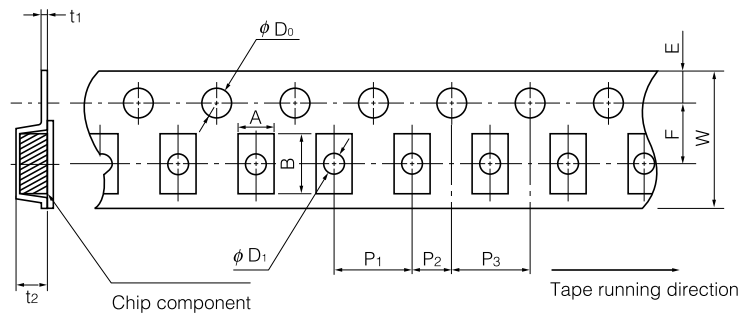 t1
φ D0
E
A
B
F
W
φ D1
P1
P2
P3
t2
Chip component
Tape running direction